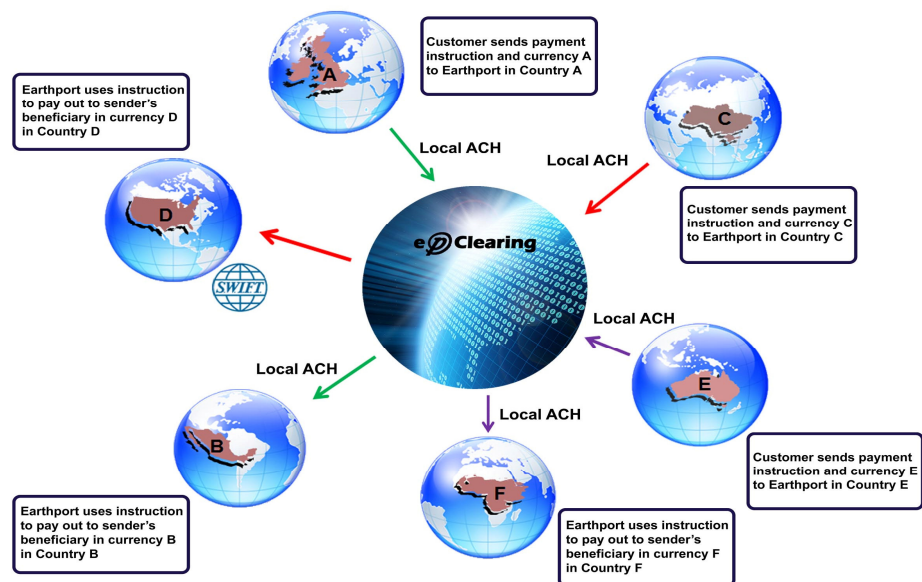 A
Customer sends payment
instruction and currency A
to Earthport in Country A
Earthport uses instruction
to pay out to sender's
beneficiary in currency D
in Country D
C
Local ACH
Local ACH
D
Customer sends payment
instruction and currency C
to Earthport in Country C
Clearing
SWIFT
Local ACH
Local ACH
E
B
Local ACH
Customer sends payment
instruction and currency E
to Earthport in Country E
F
Earthport uses instruction
to pay out to sender's
beneficiary in currency B
in Country B
Earthport uses instruction
to pay out to sender's
beneficiary in currency F
in Country F